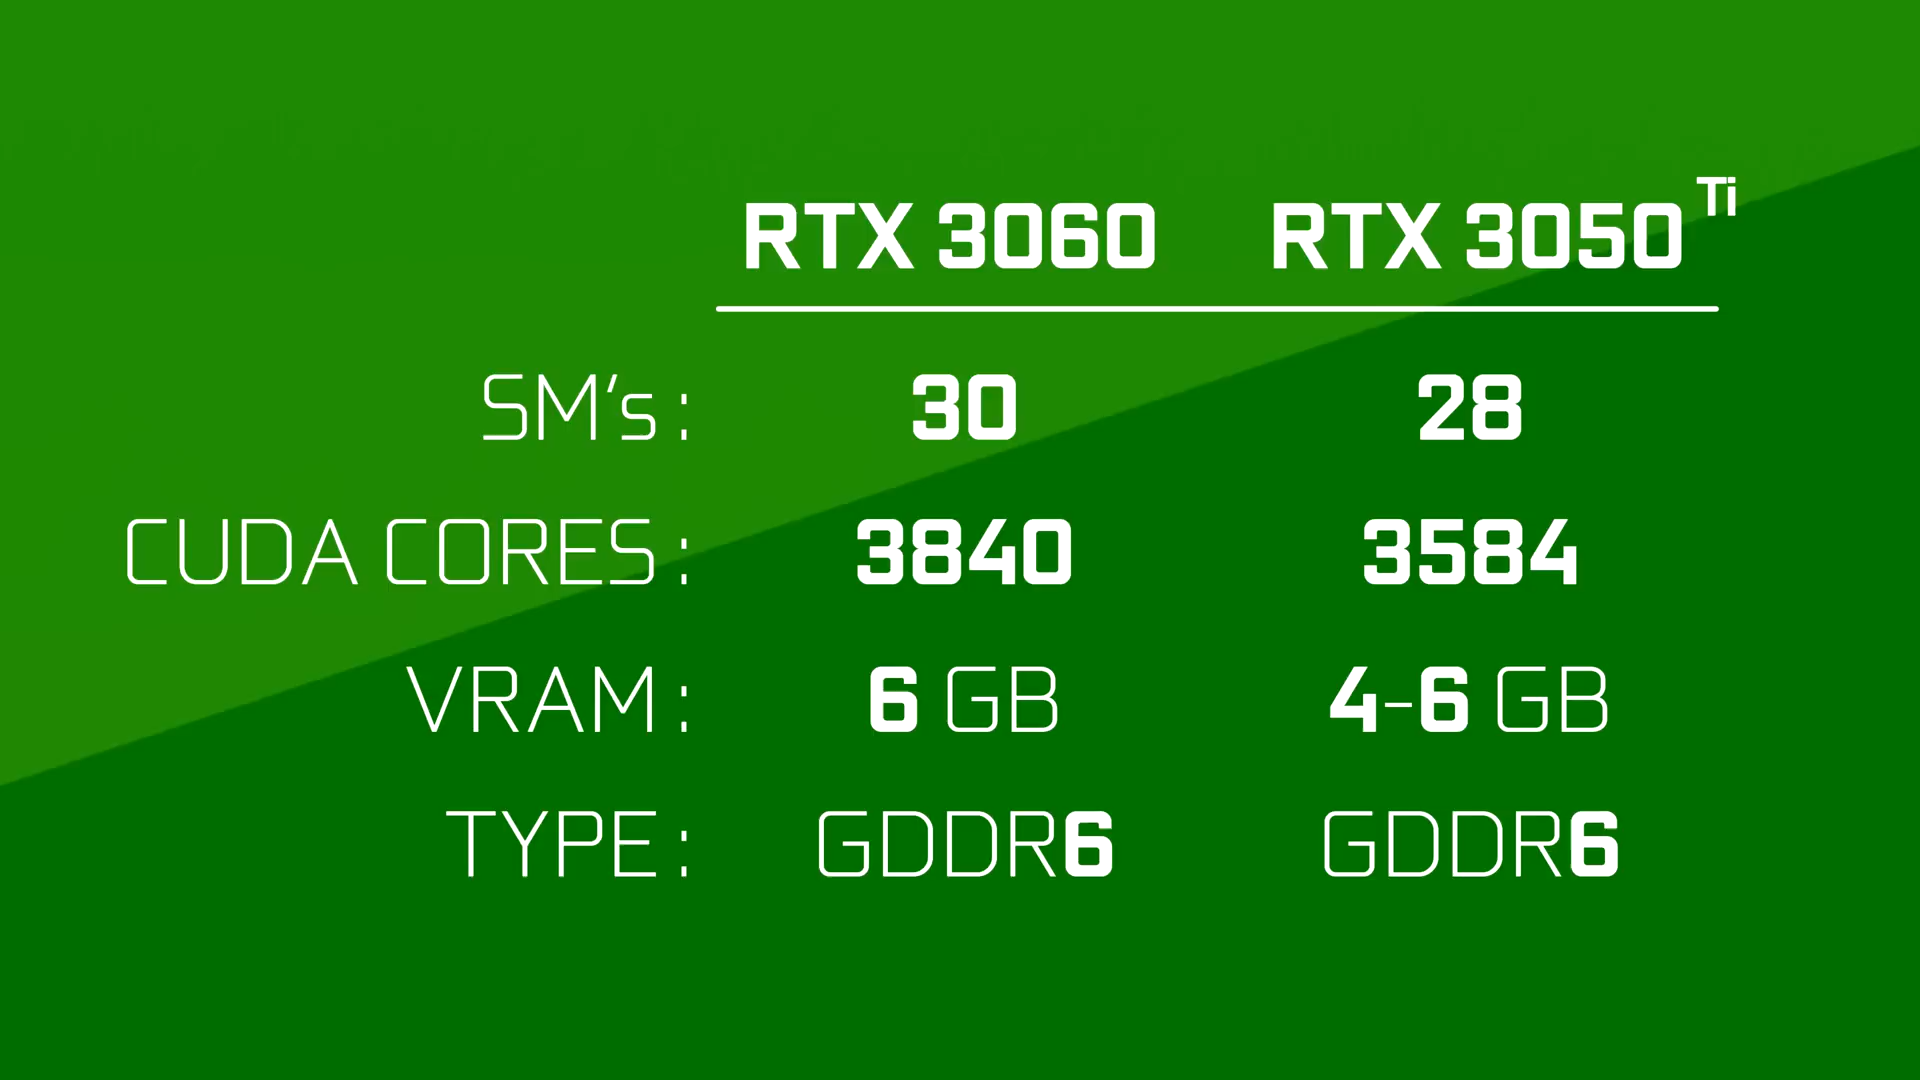 RTX 3060 RTX 3050 Ti
SM's : 30 28
CUDA CORES : 3840 3584
VRAM : 6 GB 4-6 GB
TYPE : GDDR6 GDDR6